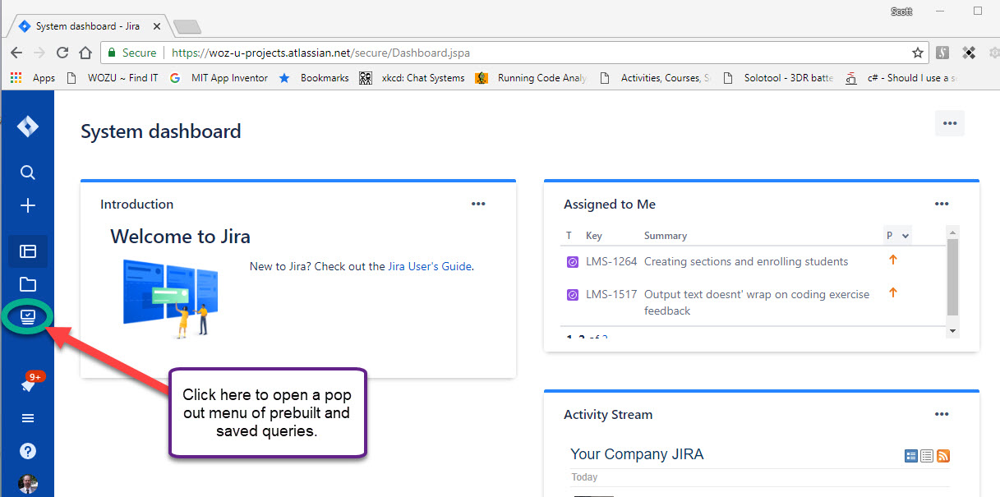 Scott
System dashboard - Jira
Secure
https://woz-u-projects.atlassian.net/secure/Dashboard.jspa
Apps
WOZU ~ Find IT
MIT App Inventor
Bookmarks
xkcd: Chat Systems
Running Code Analy
Activities, Courses, S
Solotool - 3DR batte
c# - Should I use a s
System dashboard
Introduction
Welcome to Jira
New to Jira? Check out the Jira User's Guide.
Assigned to Me
T Key Summary P
LMS-1264 Creating sections and enrolling students
LMS-1517 Output text doesnt' wrap on coding exercise
feedback
9+
Click here to open a pop
out menu of prebuilt and
saved queries.
Activity Stream
Your Company JIRA
Today